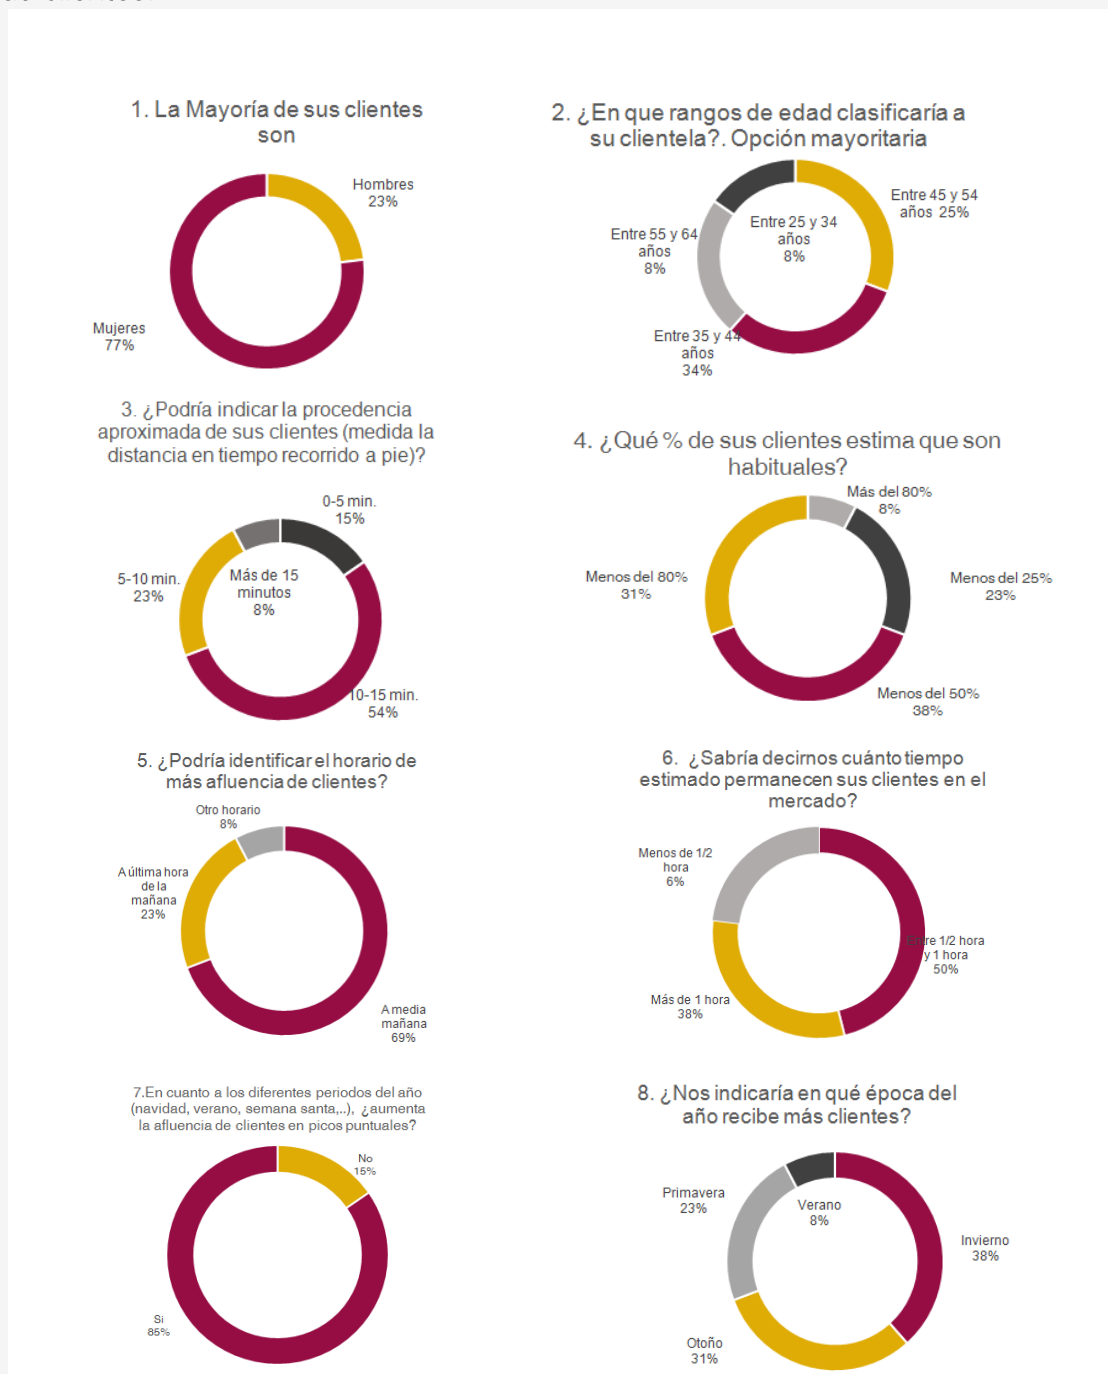 1. La Mayoría de sus clientes
son
Hombres
23%
Mujeres
77%
2. ¿En que rangos de edad clasificaría a
su clientela?. Opción mayoritaria
Entre 45 y 54
años 25%
Entre 25 y 34
años
8%
Entre 55 y 64
años
8%
Entre 35 y 44
años
34%
3. ¿Podría indicar la procedencia
aproximada de sus clientes (medida la
distancia en tiempo recorrido a pie)?
0-5 min.
15%
5-10 min.
23%
Más de 15
minutos
8%
10-15 min.
54%
4. ¿Qué % de sus clientes estima que son
habituales?
Más del 80%
8%
Menos del 80%
31%
Menos del 25%
23%
Menos del 50%
38%
5. ¿Podría identificar el horario de
más afluencia de clientes?
Otro horario
8%
A última hora
de la
mañana
23%
A media
mañana
69%
6. ¿Sabría decirnos cuánto tiempo
estimado permanecen sus clientes en el
mercado?
Menos de 1/2
hora
6%
Entre 1/2 hora
y 1 hora
50%
Más de 1 hora
38%
7.En cuanto a los diferentes periodos del año
(navidad, verano, semana santa,..), ¿aumenta
la afluencia de clientes en picos puntuales?
No
15%
Si
85%
8. ¿Nos indicaría en qué época del
año recibe más clientes?
Primavera
23%
Verano
8%
Invierno
38%
Otoño
31%